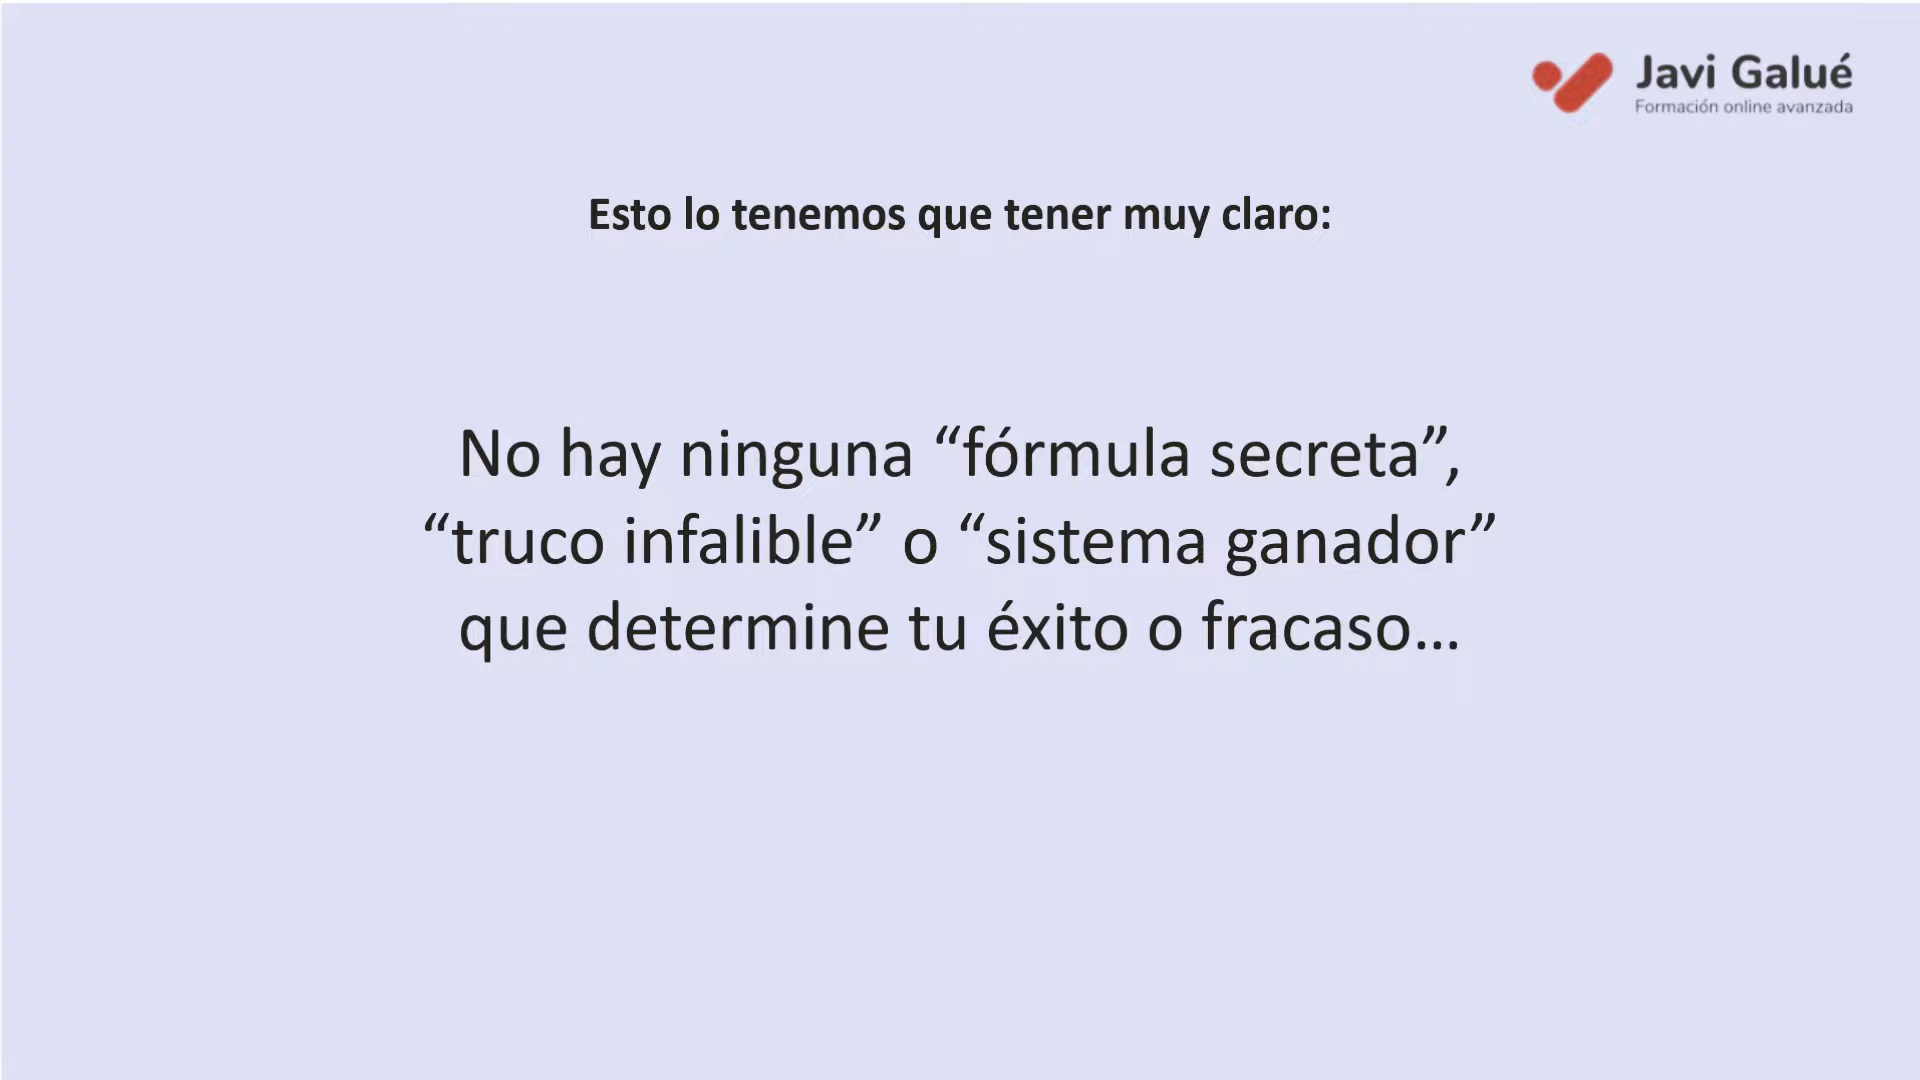 Javi Galué
Formación online avanzada
Esto lo tenemos que tener muy claro:
No hay ninguna “fórmula secreta”,
“truco infalible” o “sistema ganador”
que determine tu éxito o fracaso...